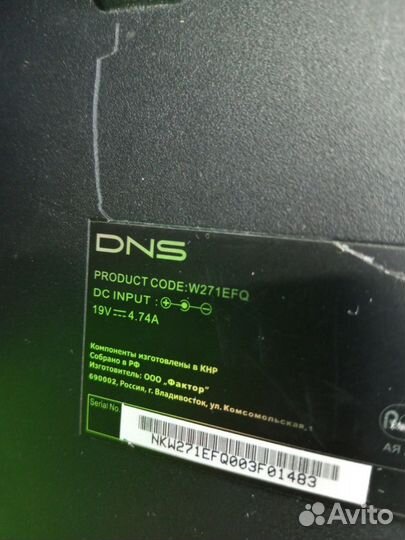 DNS
PRODUCT CODE:W271EFQ
DC INPUT :
19V 4.74A
Компоненты изготовлены в КНР
Собрано в РФ
Изготовитель: ООО „Фактор"
690002, Россия, г. Владивосток, ул. Комсомольская, 1
Serial No.
NKW271EFQ003F01483
АЯ
Avito